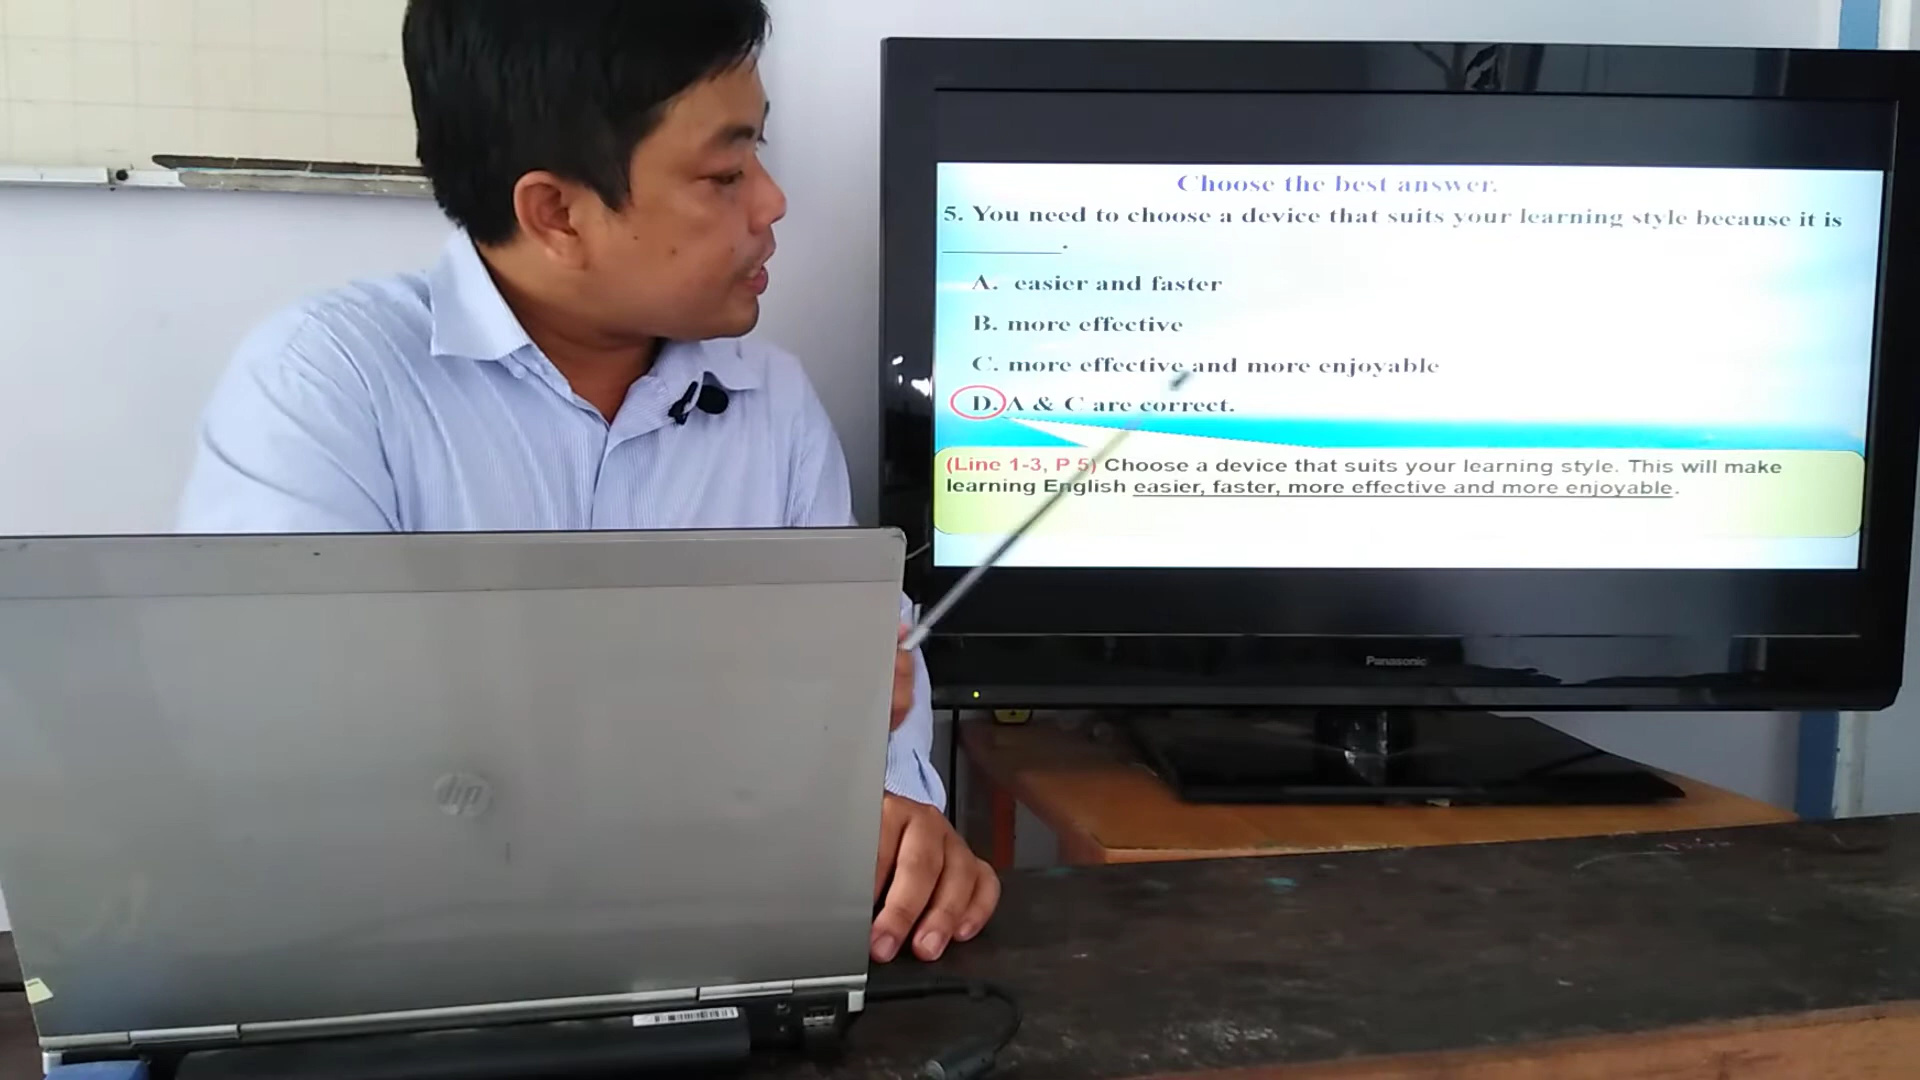 Choose the best answer.
5. You need to choose a device that suits your learning style because it is
__________.
A. easier and faster
B. more effective
C. more effective and more enjoyable
D. A & C are correct.
(Line 1-3, P 5) Choose a device that suits your learning style. This will make
learning English easier, faster, more effective and more enjoyable.
Panasonic
hp